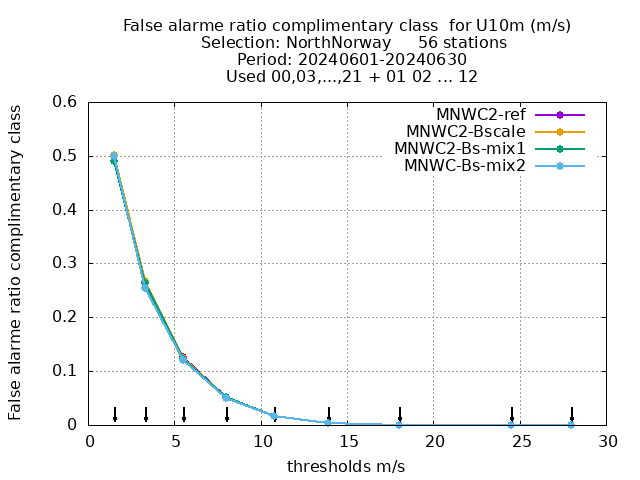 False alarme ratio complimentary class  for U10m (m/s)
Selection: NorthNorway     56 stations
Period: 20240601-20240630
Used 00,03,...,21 + 01 02 ... 12
False alarme ratio complimentary class
0.6
0.5
0.4
0.3
0.2
0.1
0
MNWC2-ref
MNWC2-Bscale
MNWC2-Bs-mix1
MNWC-Bs-mix2
0 5 10 15 20 25 30
thresholds m/s